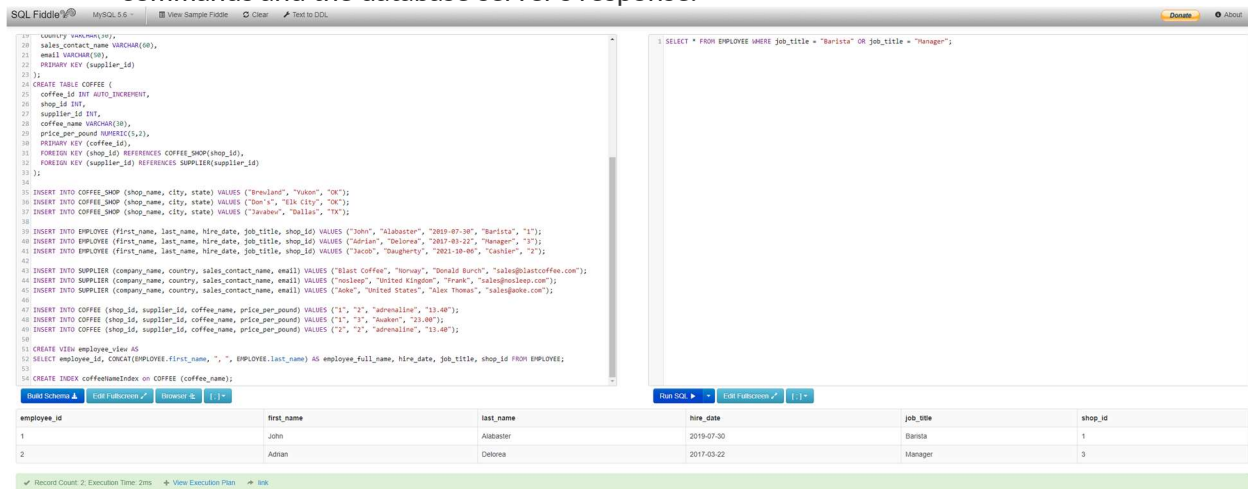 commands and the database server's response.
SQL Fiddle MySQL 5.6 View Sample Fiddle Clear Text to DDL Donate About
19 country VARCHAR(30),
20 sales_contact_name VARCHAR(60),
21 email VARCHAR(50),
22 PRIMARY KEY (supplier_id)
23 );
24 CREATE TABLE COFFEE (
25 coffee_id INT AUTO_INCREMENT,
26 shop_id INT,
27 supplier_id INT,
28 coffee_name VARCHAR(30),
29 price_per_pound NUMERIC(5,2),
30 PRIMARY KEY (coffee_id),
31 FOREIGN KEY (shop_id) REFERENCES COFFEE_SHOP(shop_id),
32 FOREIGN KEY (supplier_id) REFERENCES SUPPLIER(supplier_id)
33 );
34
35 INSERT INTO COFFEE_SHOP (shop_name, city, state) VALUES ("Brewland", "Yukon", "OK");
36 INSERT INTO COFFEE_SHOP (shop_name, city, state) VALUES ("Don's", "Elk City", "OK");
37 INSERT INTO COFFEE_SHOP (shop_name, city, state) VALUES ("Javabew", "Dallas", "TX");
38
39 INSERT INTO EMPLOYEE (first_name, last_name, hire_date, job_title, shop_id) VALUES ("John", "Alabaster", "2019-07-30", "Barista", "1");
40 INSERT INTO EMPLOYEE (first_name, last_name, hire_date, job_title, shop_id) VALUES ("Adrian", "Delorea", "2017-03-22", "Manager", "3");
41 INSERT INTO EMPLOYEE (first_name, last_name, hire_date, job_title, shop_id) VALUES ("Jacob", "Daugherty", "2021-10-06", "Cashier", "2");
42
43 INSERT INTO SUPPLIER (company_name, country, sales_contact_name, email) VALUES ("Blast Coffee", "Norway", "Donald Burch", "sales@blastcoffee.com");
44 INSERT INTO SUPPLIER (company_name, country, sales_contact_name, email) VALUES ("nosleep", "United Kingdom", "Frank", "sales@nosleep.com");
45 INSERT INTO SUPPLIER (company_name, country, sales_contact_name, email) VALUES ("Aoke", "United States", "Alex Thomas", "sales@aoke.com");
46
47 INSERT INTO COFFEE (shop_id, supplier_id, coffee_name, price_per_pound) VALUES ("1", "2", "adrenaline", "13.40");
48 INSERT INTO COFFEE (shop_id, supplier_id, coffee_name, price_per_pound) VALUES ("1", "3", "Awaken", "23.00");
49 INSERT INTO COFFEE (shop_id, supplier_id, coffee_name, price_per_pound) VALUES ("2", "2", "adrenaline", "13.40");
50
51 CREATE VIEW employee_view AS
52 SELECT employee_id, CONCAT(EMPLOYEE.first_name, ", ", EMPLOYEE.last_name) AS employee_full_name, hire_date, job_title, shop_id FROM EMPLOYEE;
53
54 CREATE INDEX coffeeNameIndex on COFFEE (coffee_name);
1 SELECT * FROM EMPLOYEE WHERE job_title = "Barista" OR job_title = "Manager";
Build Schema Edit Fullscreen Browser [ ; ] Run SQL Edit Fullscreen [ ; ]
employee_id first_name last_name hire_date job_title shop_id
1 John Alabaster 2019-07-30 Barista 1
2 Adrian Delorea 2017-03-22 Manager 3
Record Count: 2; Execution Time: 2ms View Execution Plan link